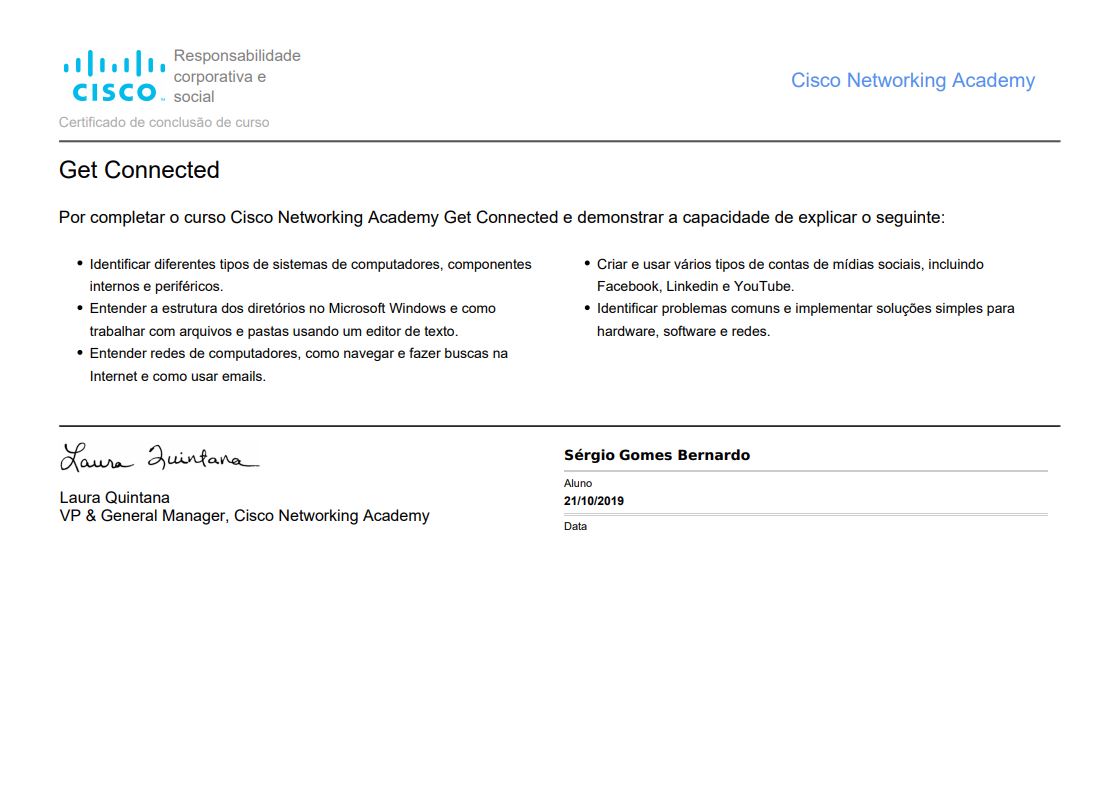 Responsabilidade
corporativa e
CISCO
social
Cisco Networking Academy
Certificado de conclusão de curso
Get Connected
Por completar o curso Cisco Networking Academy Get Connected e demonstrar a capacidade de explicar o seguinte:
• Identificar diferentes tipos de sistemas de computadores, componentes
internos e periféricos.
• Entender a estrutura dos diretórios no Microsoft Windows e como
trabalhar com arquivos e pastas usando um editor de texto.
• Entender redes de computadores, como navegar e fazer buscas na
Internet e como usar emails.
• Criar e usar vários tipos de contas de mídias sociais, incluindo
Facebook, Linkedin e YouTube.
• Identificar problemas comuns e implementar soluções simples para
hardware, software e redes.
Laura Quintana
Laura Quintana
VP & General Manager, Cisco Networking Academy
Sérgio Gomes Bernardo
Aluno
21/10/2019
Data